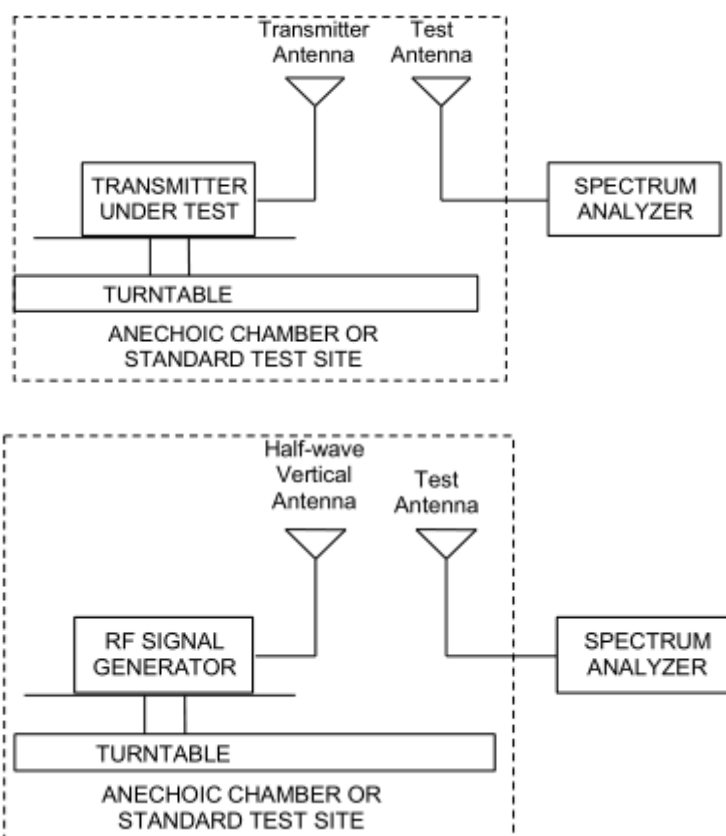 Transmitter
Antenna
Test
Antenna
TRANSMITTER
UNDER TEST
SPECTRUM
ANALYZER
TURNTABLE
ANECHOIC CHAMBER OR
STANDARD TEST SITE
Half-wave
Vertical
Antenna
Test
Antenna
RF SIGNAL
GENERATOR
SPECTRUM
ANALYZER
TURNTABLE
ANECHOIC CHAMBER OR
STANDARD TEST SITE